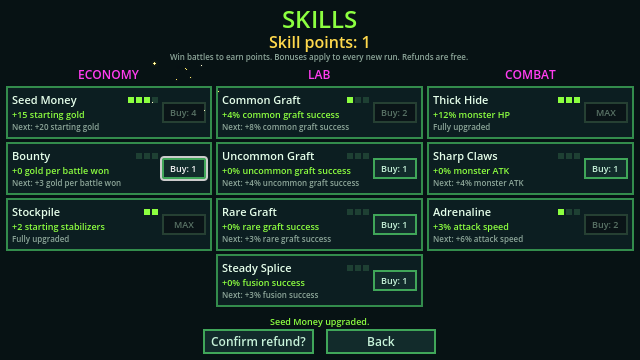 SKILLS
Skill points: 1
Win battles to earn points. Bonuses apply to every new run. Refunds are free.
ECONOMY
Seed Money
+15 starting gold
Next: +20 starting gold
Buy: 4
Bounty
+0 gold per battle won
Next: +3 gold per battle won
Buy: 1
Stockpile
+2 starting stabilizers
Fully upgraded
MAX
LAB
Common Graft
+4% common graft success
Next: +8% common graft success
Buy: 2
Uncommon Graft
+0% uncommon graft success
Next: +4% uncommon graft success
Buy: 1
Rare Graft
+0% rare graft success
Next: +3% rare graft success
Buy: 1
Steady Splice
+0% fusion success
Next: +3% fusion success
Buy: 1
COMBAT
Thick Hide
+12% monster HP
Fully upgraded
MAX
Sharp Claws
+0% monster ATK
Next: +4% monster ATK
Buy: 1
Adrenaline
+3% attack speed
Next: +6% attack speed
Buy: 2
Seed Money upgraded.
Confirm refund?
Back